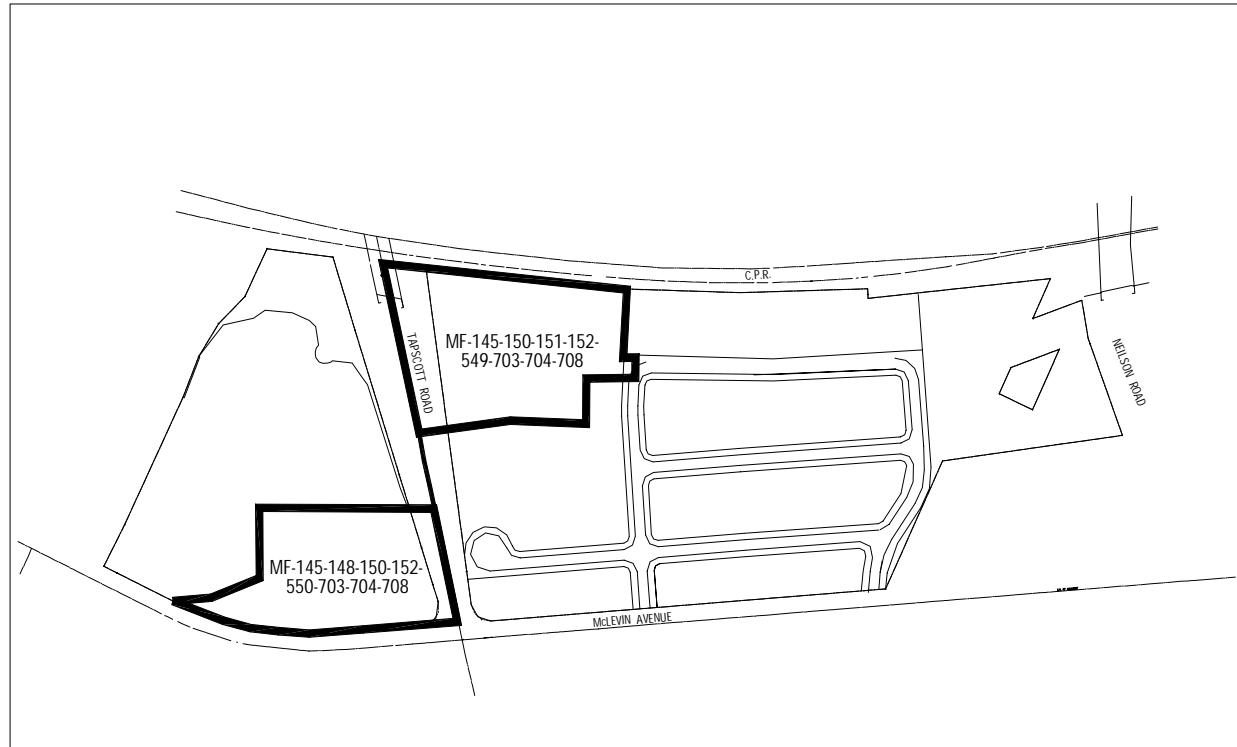 C.P.R.
MF-145-150-151-152-
549-703-704-708
TAPSCOTT ROAD
NEILSON ROAD
MF-145-148-150-152-
550-703-704-708
McLEVIN AVENUE